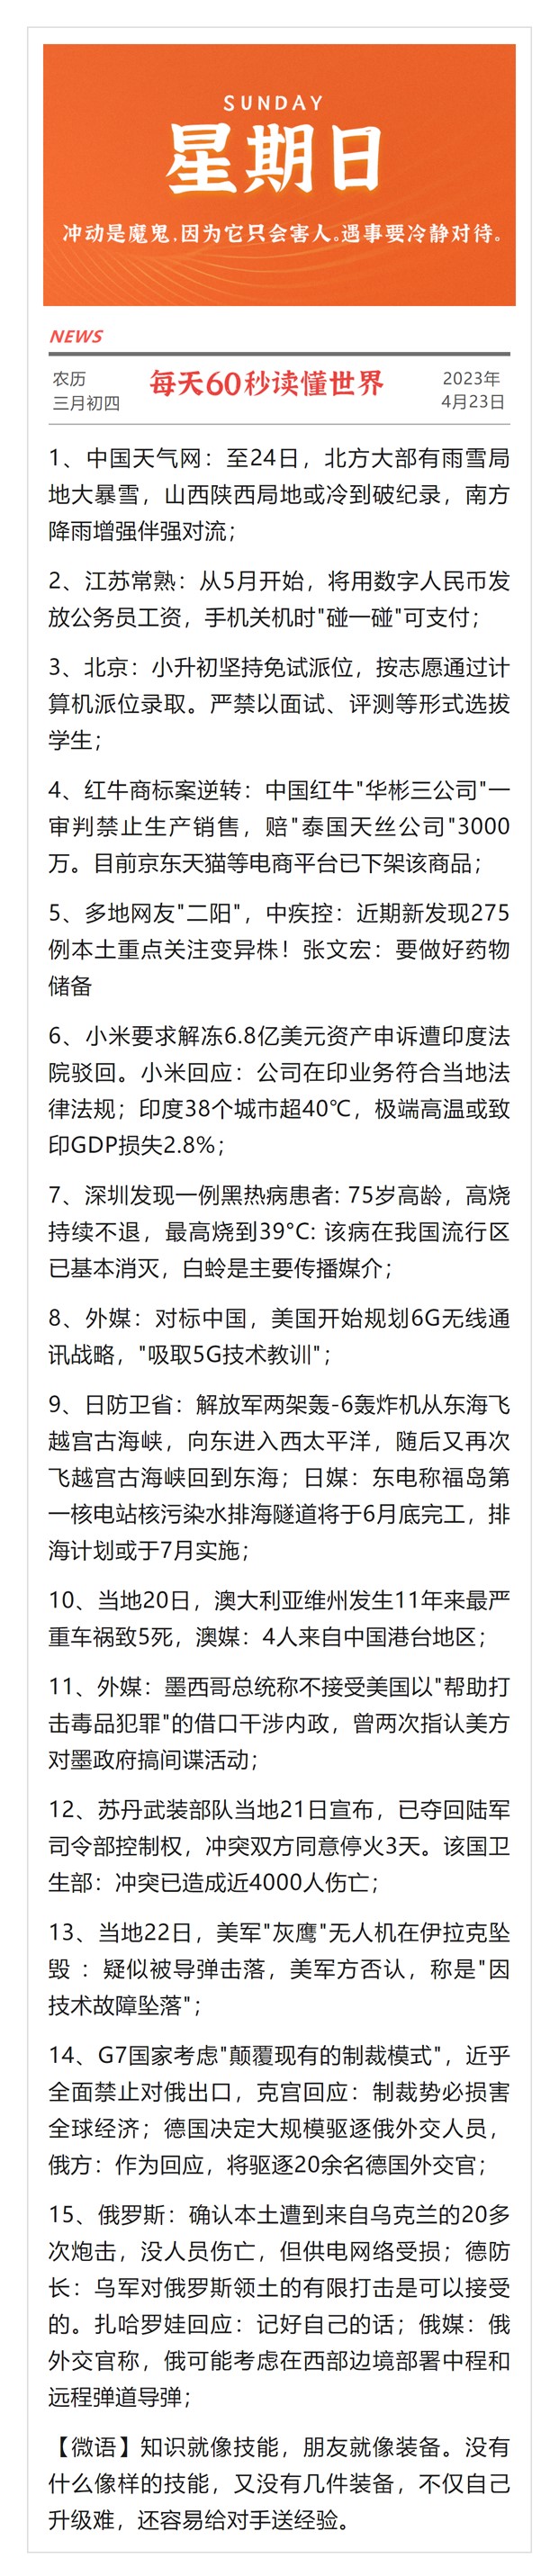 SUNDAY
星期日
冲动是魔鬼,因为它只会害人。遇事要冷静对待。
NEWS
农历
三月初四
每天60秒读懂世界
2023年
4月23日
1、中国天气网：至24日，北方大部有雨雪局
地大暴雪，山西陕西局地或冷到破纪录，南方
降雨增强伴强对流；
2、江苏常熟：从5月开始，将用数字人民币发
放公务员工资，手机关机时"碰一碰"可支付；
3、北京：小升初坚持免试派位，按志愿通过计
算机派位录取。严禁以面试、评测等形式选拔
学生；
4、红牛商标案逆转：中国红牛"华彬三公司"一
审判禁止生产销售，赔"泰国天丝公司"3000
万。目前京东天猫等电商平台已下架该商品；
5、多地网友"二阳"，中疾控：近期新发现275
例本土重点关注变异株！张文宏：要做好药物
储备
6、小米要求解冻6.8亿美元资产申诉遭印度法
院驳回。小米回应：公司在印业务符合当地法
律法规；印度38个城市超40℃，极端高温或致
印GDP损失2.8%；
7、深圳发现一例黑热病患者: 75岁高龄，高烧
持续不退，最高烧到39°C: 该病在我国流行区
已基本消灭，白蛉是主要传播媒介；
8、外媒：对标中国，美国开始规划6G无线通
讯战略，"吸取5G技术教训"；
9、日防卫省：解放军两架轰-6轰炸机从东海飞
越宫古海峡，向东进入西太平洋，随后又再次
飞越宫古海峡回到东海；日媒：东电称福岛第
一核电站核污染水排海隧道将于6月底完工，排
海计划或于7月实施；
10、当地20日，澳大利亚维州发生11年来最严
重车祸致5死，澳媒：4人来自中国港台地区；
11、外媒：墨西哥总统称不接受美国以"帮助打
击毒品犯罪"的借口干涉内政，曾两次指认美方
对墨政府搞间谍活动；
12、苏丹武装部队当地21日宣布，已夺回陆军
司令部控制权，冲突双方同意停火3天。该国卫
生部：冲突已造成近4000人伤亡；
13、当地22日，美军"灰鹰"无人机在伊拉克坠
毁 ：疑似被导弹击落，美军方否认，称是"因
技术故障坠落"；
14、G7国家考虑"颠覆现有的制裁模式"，近乎
全面禁止对俄出口，克宫回应：制裁势必损害
全球经济；德国决定大规模驱逐俄外交人员，
俄方：作为回应，将驱逐20余名德国外交官；
15、俄罗斯：确认本土遭到来自乌克兰的20多
次炮击，没人员伤亡，但供电网络受损；德防
长：乌军对俄罗斯领土的有限打击是可以接受
的。扎哈罗娃回应：记好自己的话；俄媒：俄
外交官称，俄可能考虑在西部边境部署中程和
远程弹道导弹；
【微语】知识就像技能，朋友就像装备。没有
什么像样的技能，又没有几件装备，不仅自己
升级难，还容易给对手送经验。